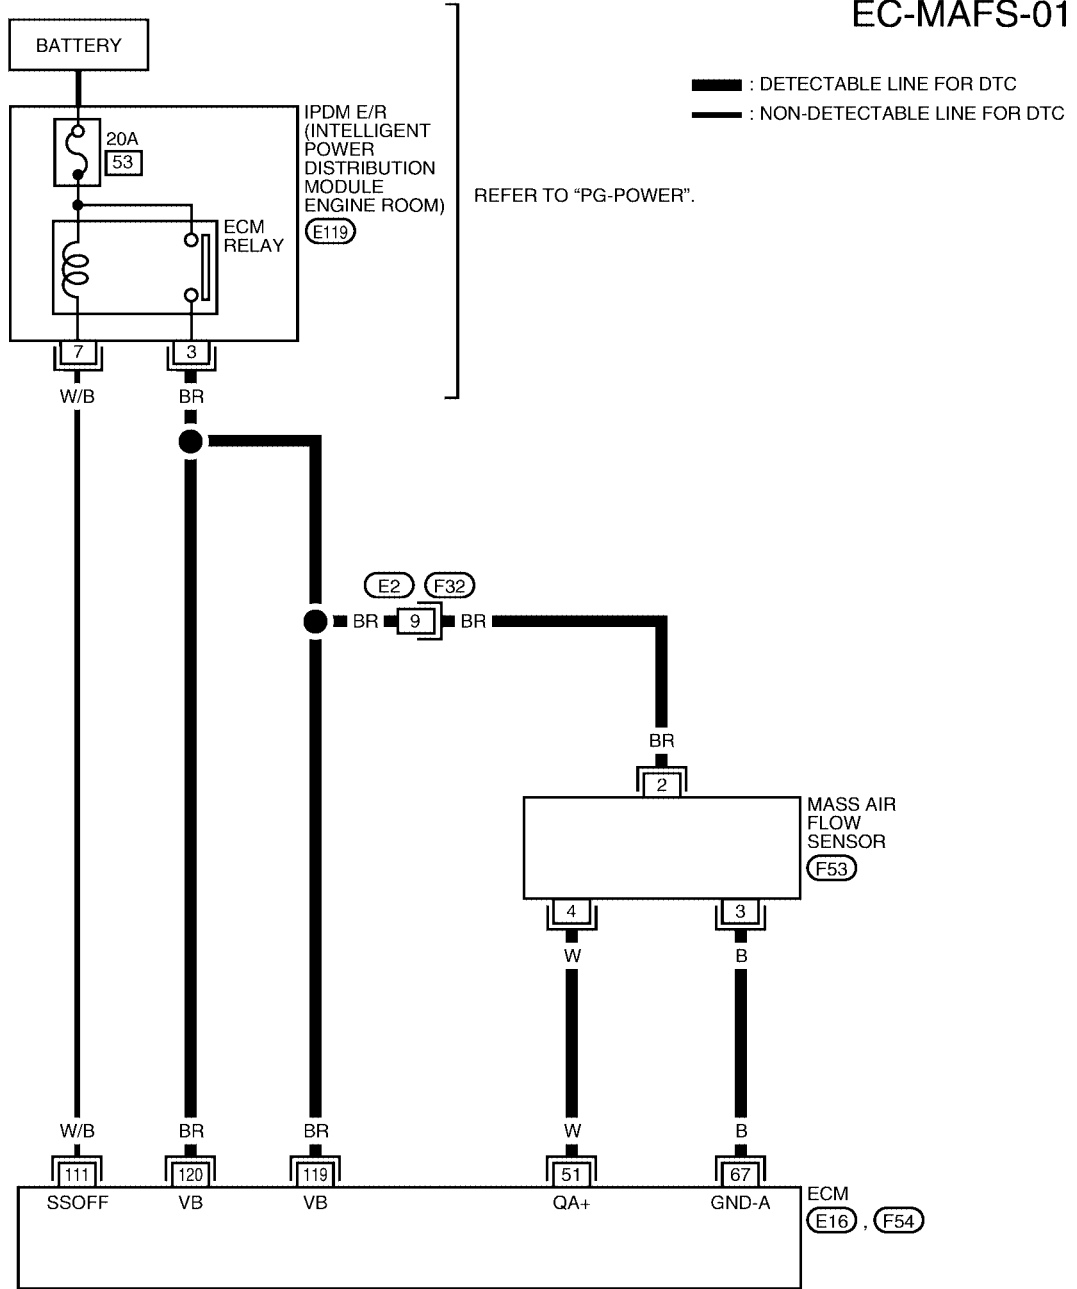 EC-MAFS-01
BATTERY
: DETECTABLE LINE FOR DTC
: NON-DETECTABLE LINE FOR DTC
20A
53
IPDM E/R
(INTELLIGENT
POWER
DISTRIBUTION
MODULE
ENGINE ROOM)
E119
REFER TO “PG-POWER”.
ECM
RELAY
7
3
W/B
BR
E2
F32
BR
9
BR
BR
2
MASS AIR
FLOW
SENSOR
F53
4
3
W
B
W/B
BR
BR
W
B
111
120
119
51
67
SSOFF
VB
VB
QA+
GND-A
ECM
E16 , F54